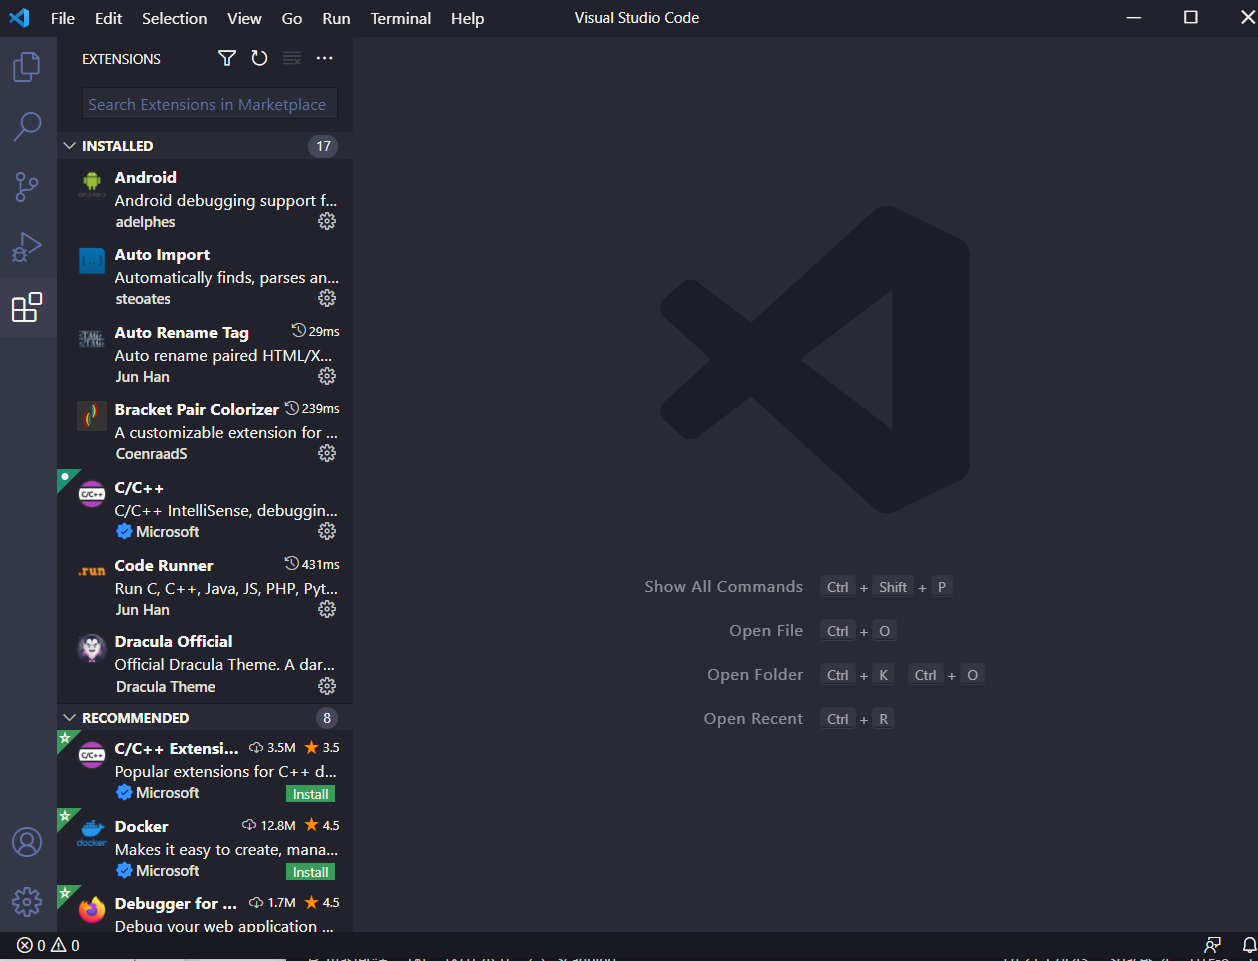 File Edit Selection View Go Run Terminal Help Visual Studio Code
EXTENSIONS
Search Extensions in Marketplace
INSTALLED 17
Android
Android debugging support f...
adelphes
Auto Import
Automatically finds, parses an...
steoates
Auto Rename Tag 29ms
Auto rename paired HTML/X...
Jun Han
Bracket Pair Colorizer 239ms
A customizable extension for ...
CoenraadS
C/C++
C/C++
C/C++ IntelliSense, debuggin...
Microsoft
.run
Code Runner 431ms
Run C, C++, Java, JS, PHP, Pyt...
Jun Han
Dracula Official
Official Dracula Theme. A dar...
Dracula Theme
RECOMMENDED 8
C/C++
C/C++ Extensi... 3.5M 3.5
Popular extensions for C++ d...
Microsoft Install
docker
Docker 12.8M 4.5
Makes it easy to create, mana...
Microsoft Install
Debugger for ... 1.7M 4.5
Debug your web application ...
Show All Commands Ctrl + Shift + P
Open File Ctrl + O
Open Folder Ctrl + K Ctrl + O
Open Recent Ctrl + R
0 0